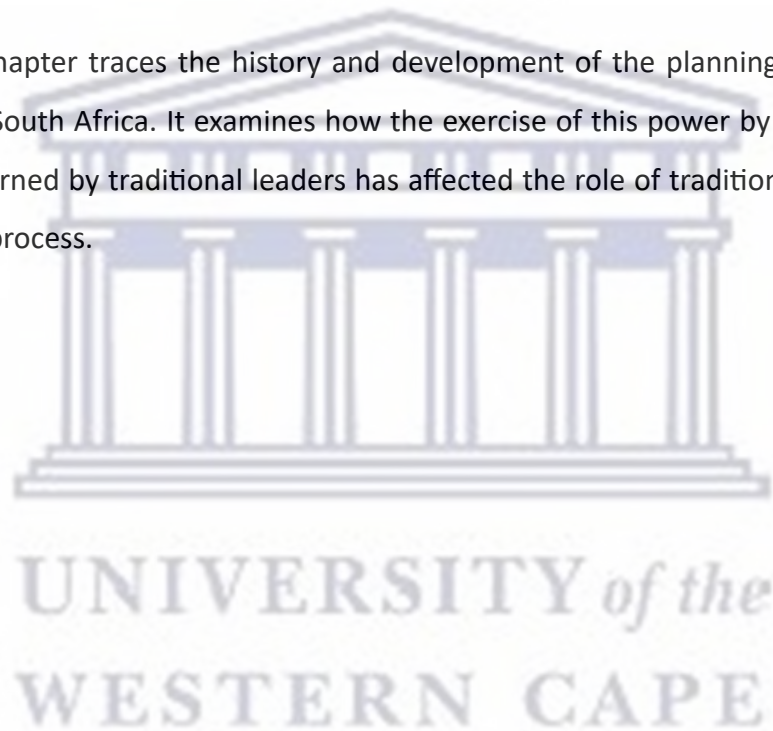 hapter traces the history and development of the planning
South Africa. It examines how the exercise of this power by
rned by traditional leaders has affected the role of tradition
process.
UNIVERSITY of the
WESTERN CAPE